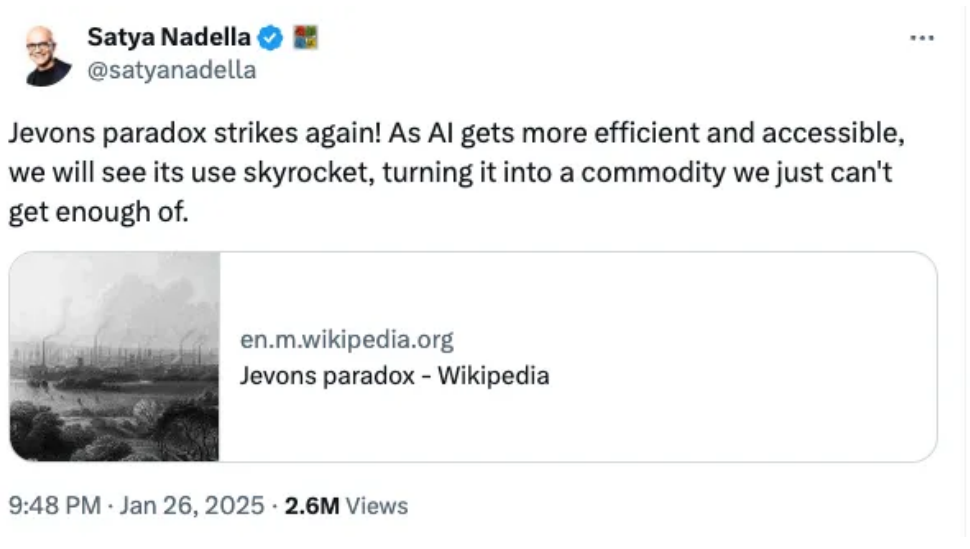 Satya Nadella
@satyanadella
Jevons paradox strikes again! As AI gets more efficient and accessible,
we will see its use skyrocket, turning it into a commodity we just can't
get enough of.
en.m.wikipedia.org
Jevons paradox - Wikipedia
9:48 PM · Jan 26, 2025 · 2.6M Views